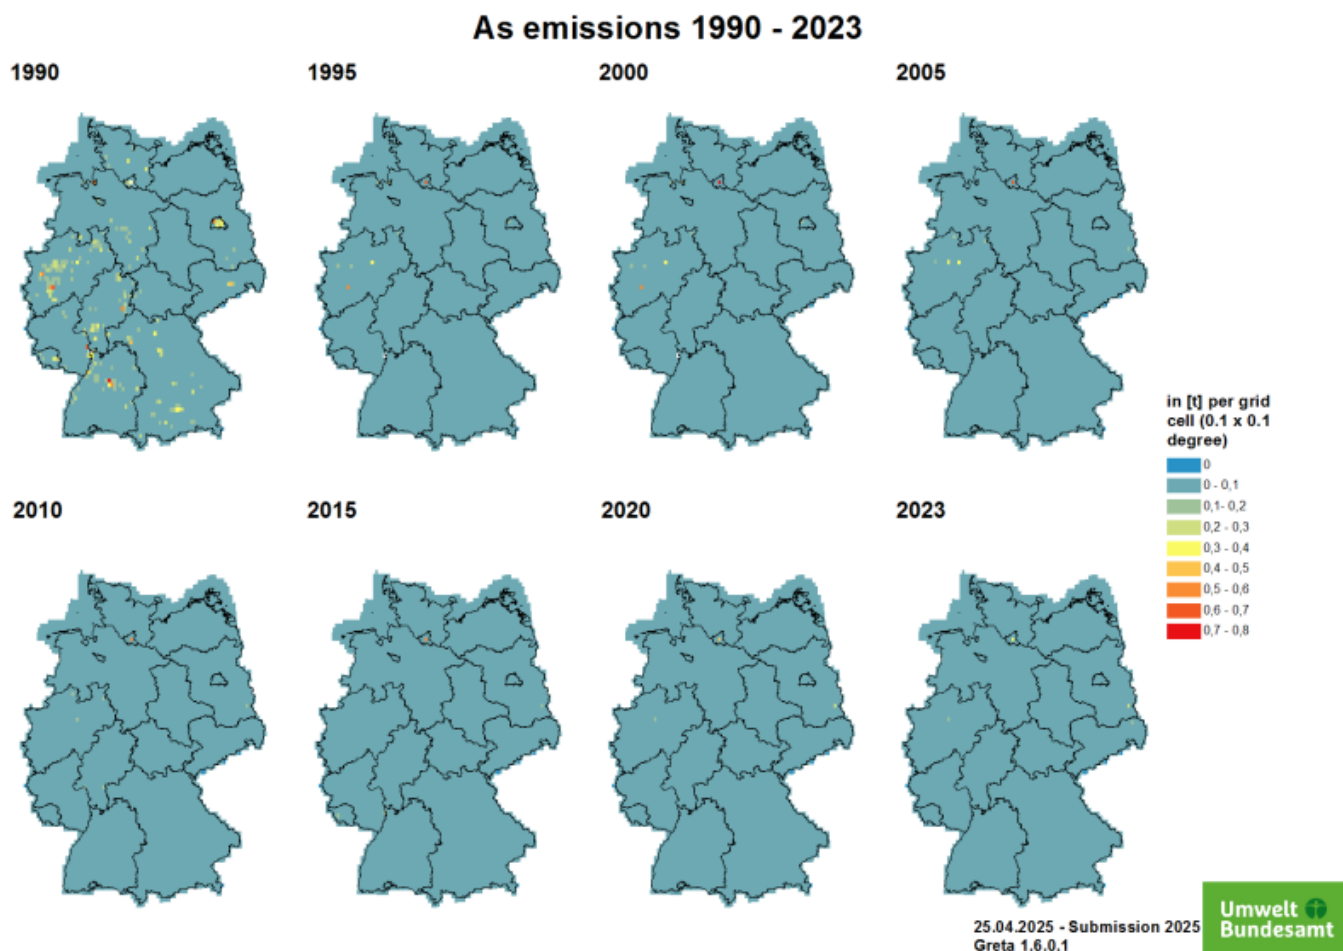 As emissions 1990 - 2023
1990
1995
2000
2005
in [t] per grid
cell (0.1 x 0.1
degree)
0
0 - 0,1
0,1- 0,2
0,2 - 0,3
0,3 - 0,4
0,4 - 0,5
0,5 - 0,6
0,6 - 0,7
0,7 - 0,8
2010
2015
2020
2023
25.04.2025 - Submission 2025
Greta 1.6.0.1
Umwelt
Bundesamt